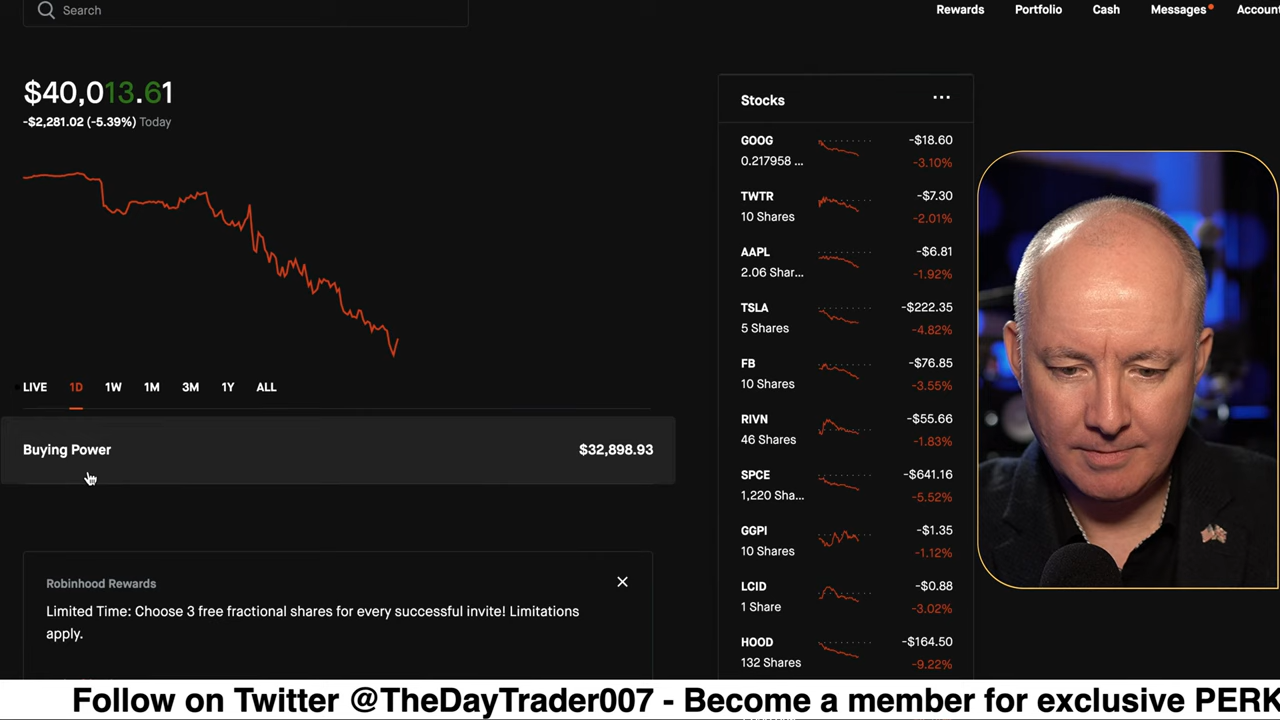 Search
Rewards Portfolio Cash Messages Account
$40,013.61
-$2,281.02 (-5.39%) Today
LIVE 1D 1W 1M 3M 1Y ALL
Buying Power $32,898.93
Robinhood Rewards
Limited Time: Choose 3 free fractional shares for every successful invite! Limitations
apply.
Stocks
GOOG -$18.60
0.217958 ... -3.10%
TWTR -$7.30
10 Shares -2.01%
AAPL -$6.81
2.06 Shar... -1.92%
TSLA -$222.35
5 Shares -4.82%
FB -$76.85
10 Shares -3.55%
RIVN -$55.66
46 Shares -1.83%
SPCE -$641.16
1,220 Sha... -5.52%
GGPI -$1.35
10 Shares -1.12%
LCID -$0.88
1 Share -3.02%
HOOD -$164.50
132 Shares -9.22%
Follow on Twitter @TheDayTrader007 - Become a member for exclusive PERK